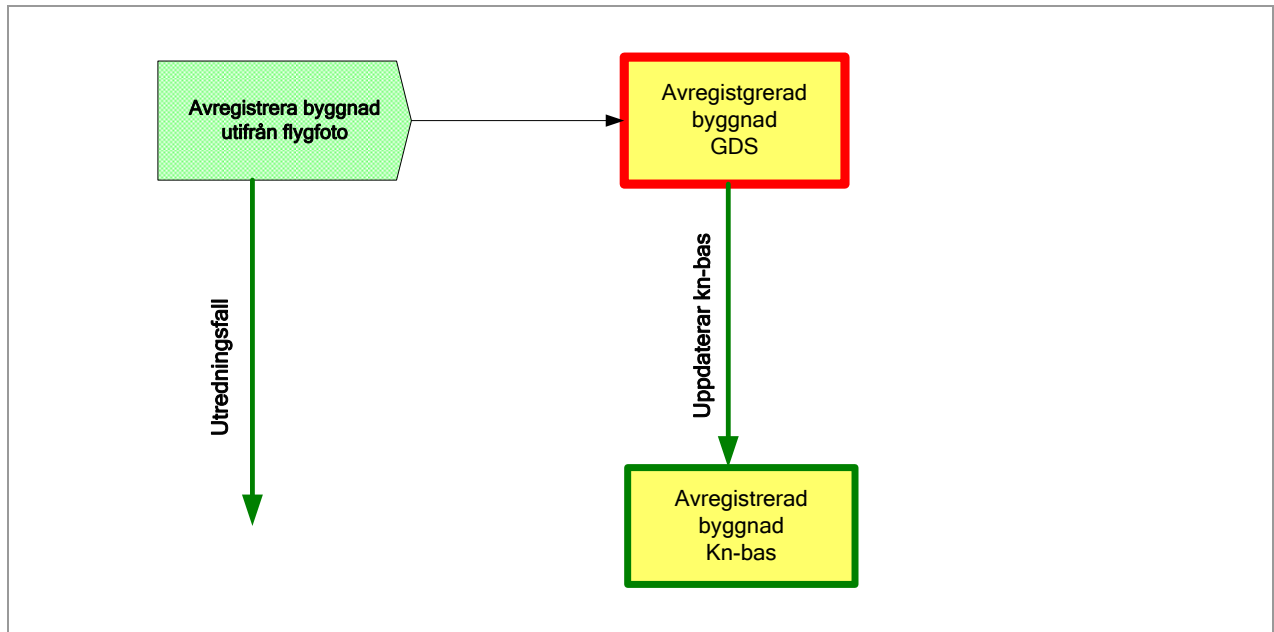 Avregistrera byggnad
utifrån flygfoto
Avregistgrerad
byggnad
GDS
Utredningsfall
Uppdaterar kn-bas
Avregistrerad
byggnad
Kn-bas